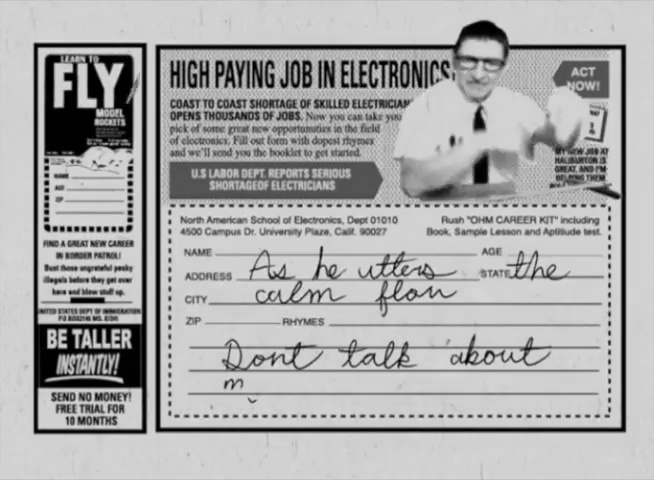 LEARN TO
FLY
MODEL
ROCKETS
NAME
AGE
ZIP
FIND A GREAT NEW CAREER
IN BORDER PATROL!
Bust those ungrateful pesky
illegals before they get over
here and blow stuff up.
UNITED STATES DEPT OF IMMIGRATION
BE TALLER
INSTANTLY!
SEND NO MONEY!
FREE TRIAL FOR
10 MONTHS
HIGH PAYING JOB IN ELECTRONICS
COAST TO COAST SHORTAGE OF SKILLED ELECTRICIAN
OPENS THOUSANDS OF JOBS. Now you can take you
pick of some great new opportunities in the field
of electronics. Fill out form with dopest rhymes
and we'll send you the booklet to get started.
U.S LABOR DEPT. REPORTS SERIOUS
SHORTAGEOF ELECTRICIANS
ACT
NOW!
MY NEW JOB AT
HALIBURTON IS
GREAT, AND I'M
HELPING THEM
North American School of Electronics, Dept 01010
4500 Campus Dr. University Plaze, Calif. 90027
Rush "OHM CAREER KIT" including
Book, Sample Lesson and Aptitiude test.
NAME AGE
ADDRESS As he utters STATE the
CITY calm flow
ZIP RHYMES
Dont talk about
m